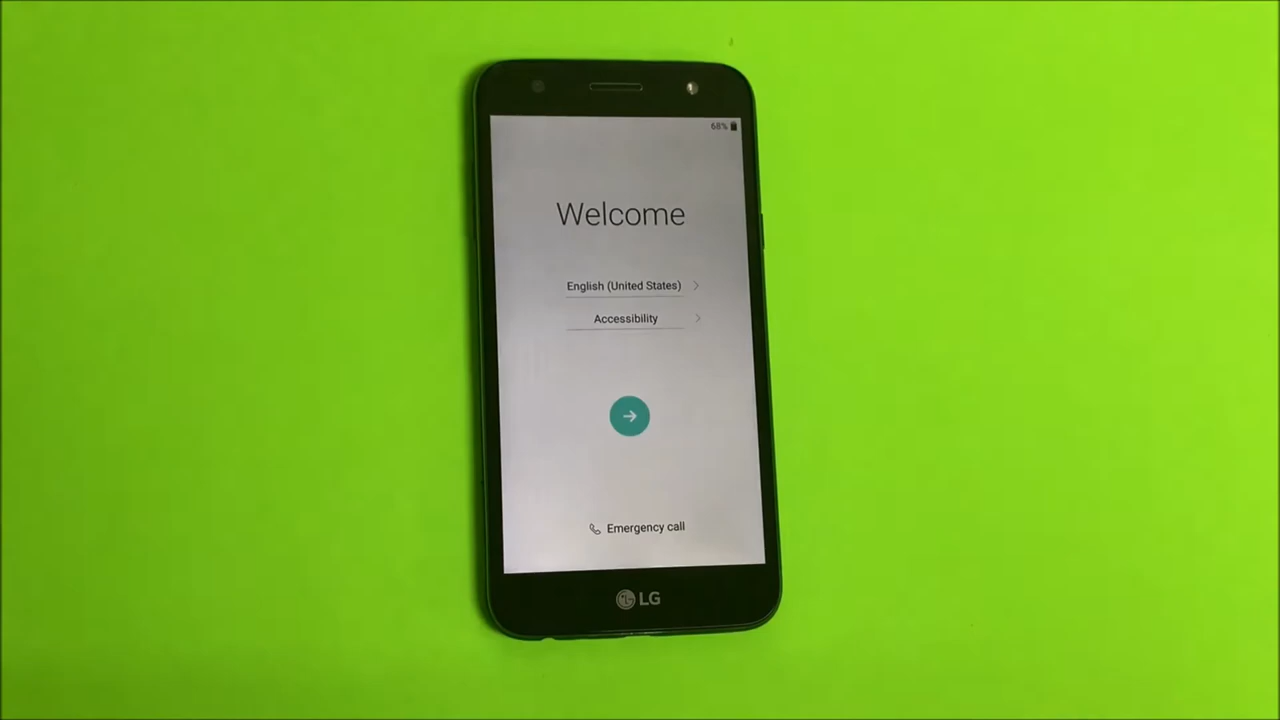 68%
Welcome
English (United States)
Accessibility
Emergency call
LG